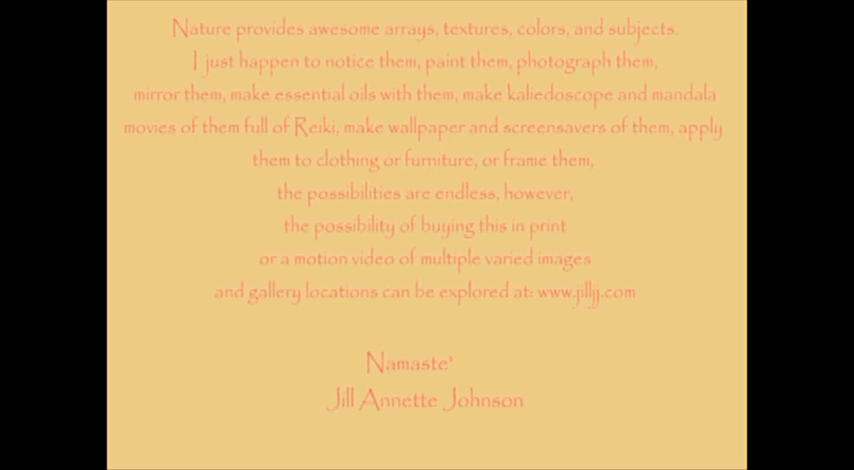 Nature provides awesome arrays, textures, colors, and subjects.
I just happen to notice them, paint them, photograph them,
mirror them, make essential oils with them, make kaliedoscope and mandala
movies of them full of Reiki, make wallpaper and screensavers of them, apply
them to clothing or furniture, or frame them,
the possibilities are endless, however,
the possibility of buying this in print
or a motion video of multiple varied images
and gallery locations can be explored at: www.jilljj.com
Namaste'
Jill Annette Johnson